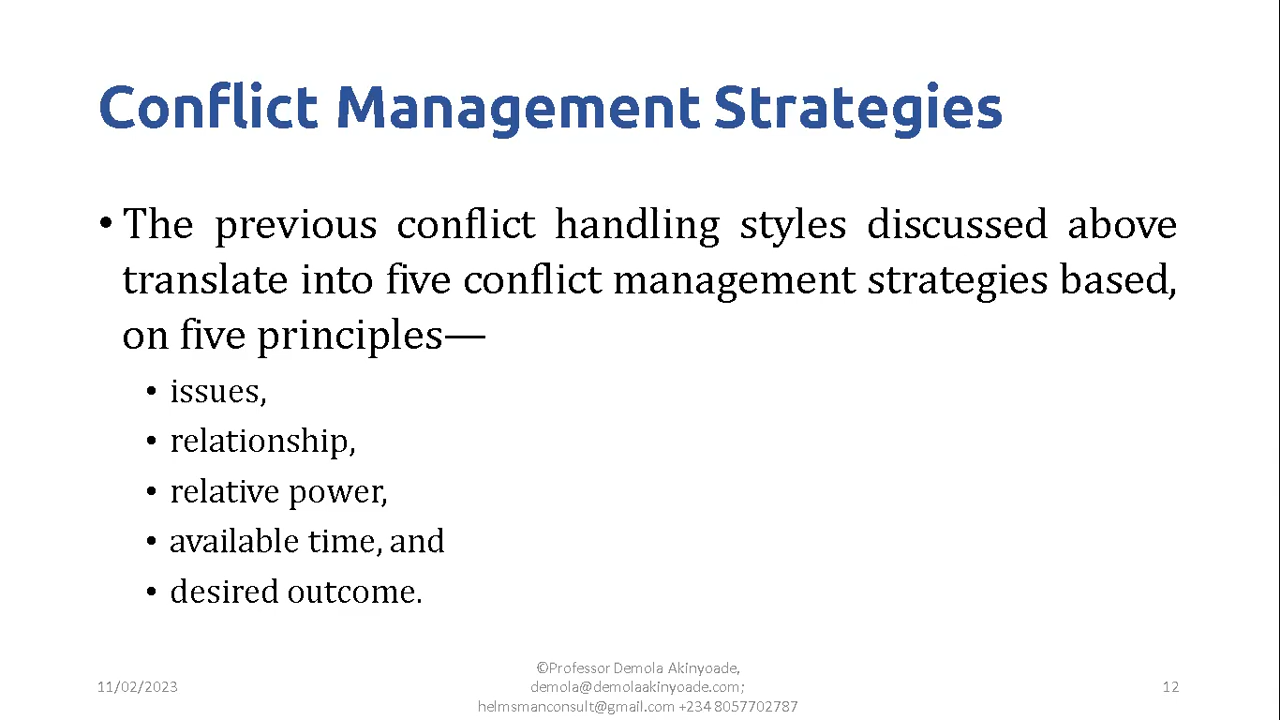 Conflict Management Strategies
• The previous conflict handling styles discussed above
translate into five conflict management strategies based,
on five principles—
• issues,
• relationship,
• relative power,
• available time, and
• desired outcome.
11/02/2023
©Professor Demola Akinyoade,
demola@demolaakinyoade.com;
helmsmanconsult@gmail.com +234 8057702787
12